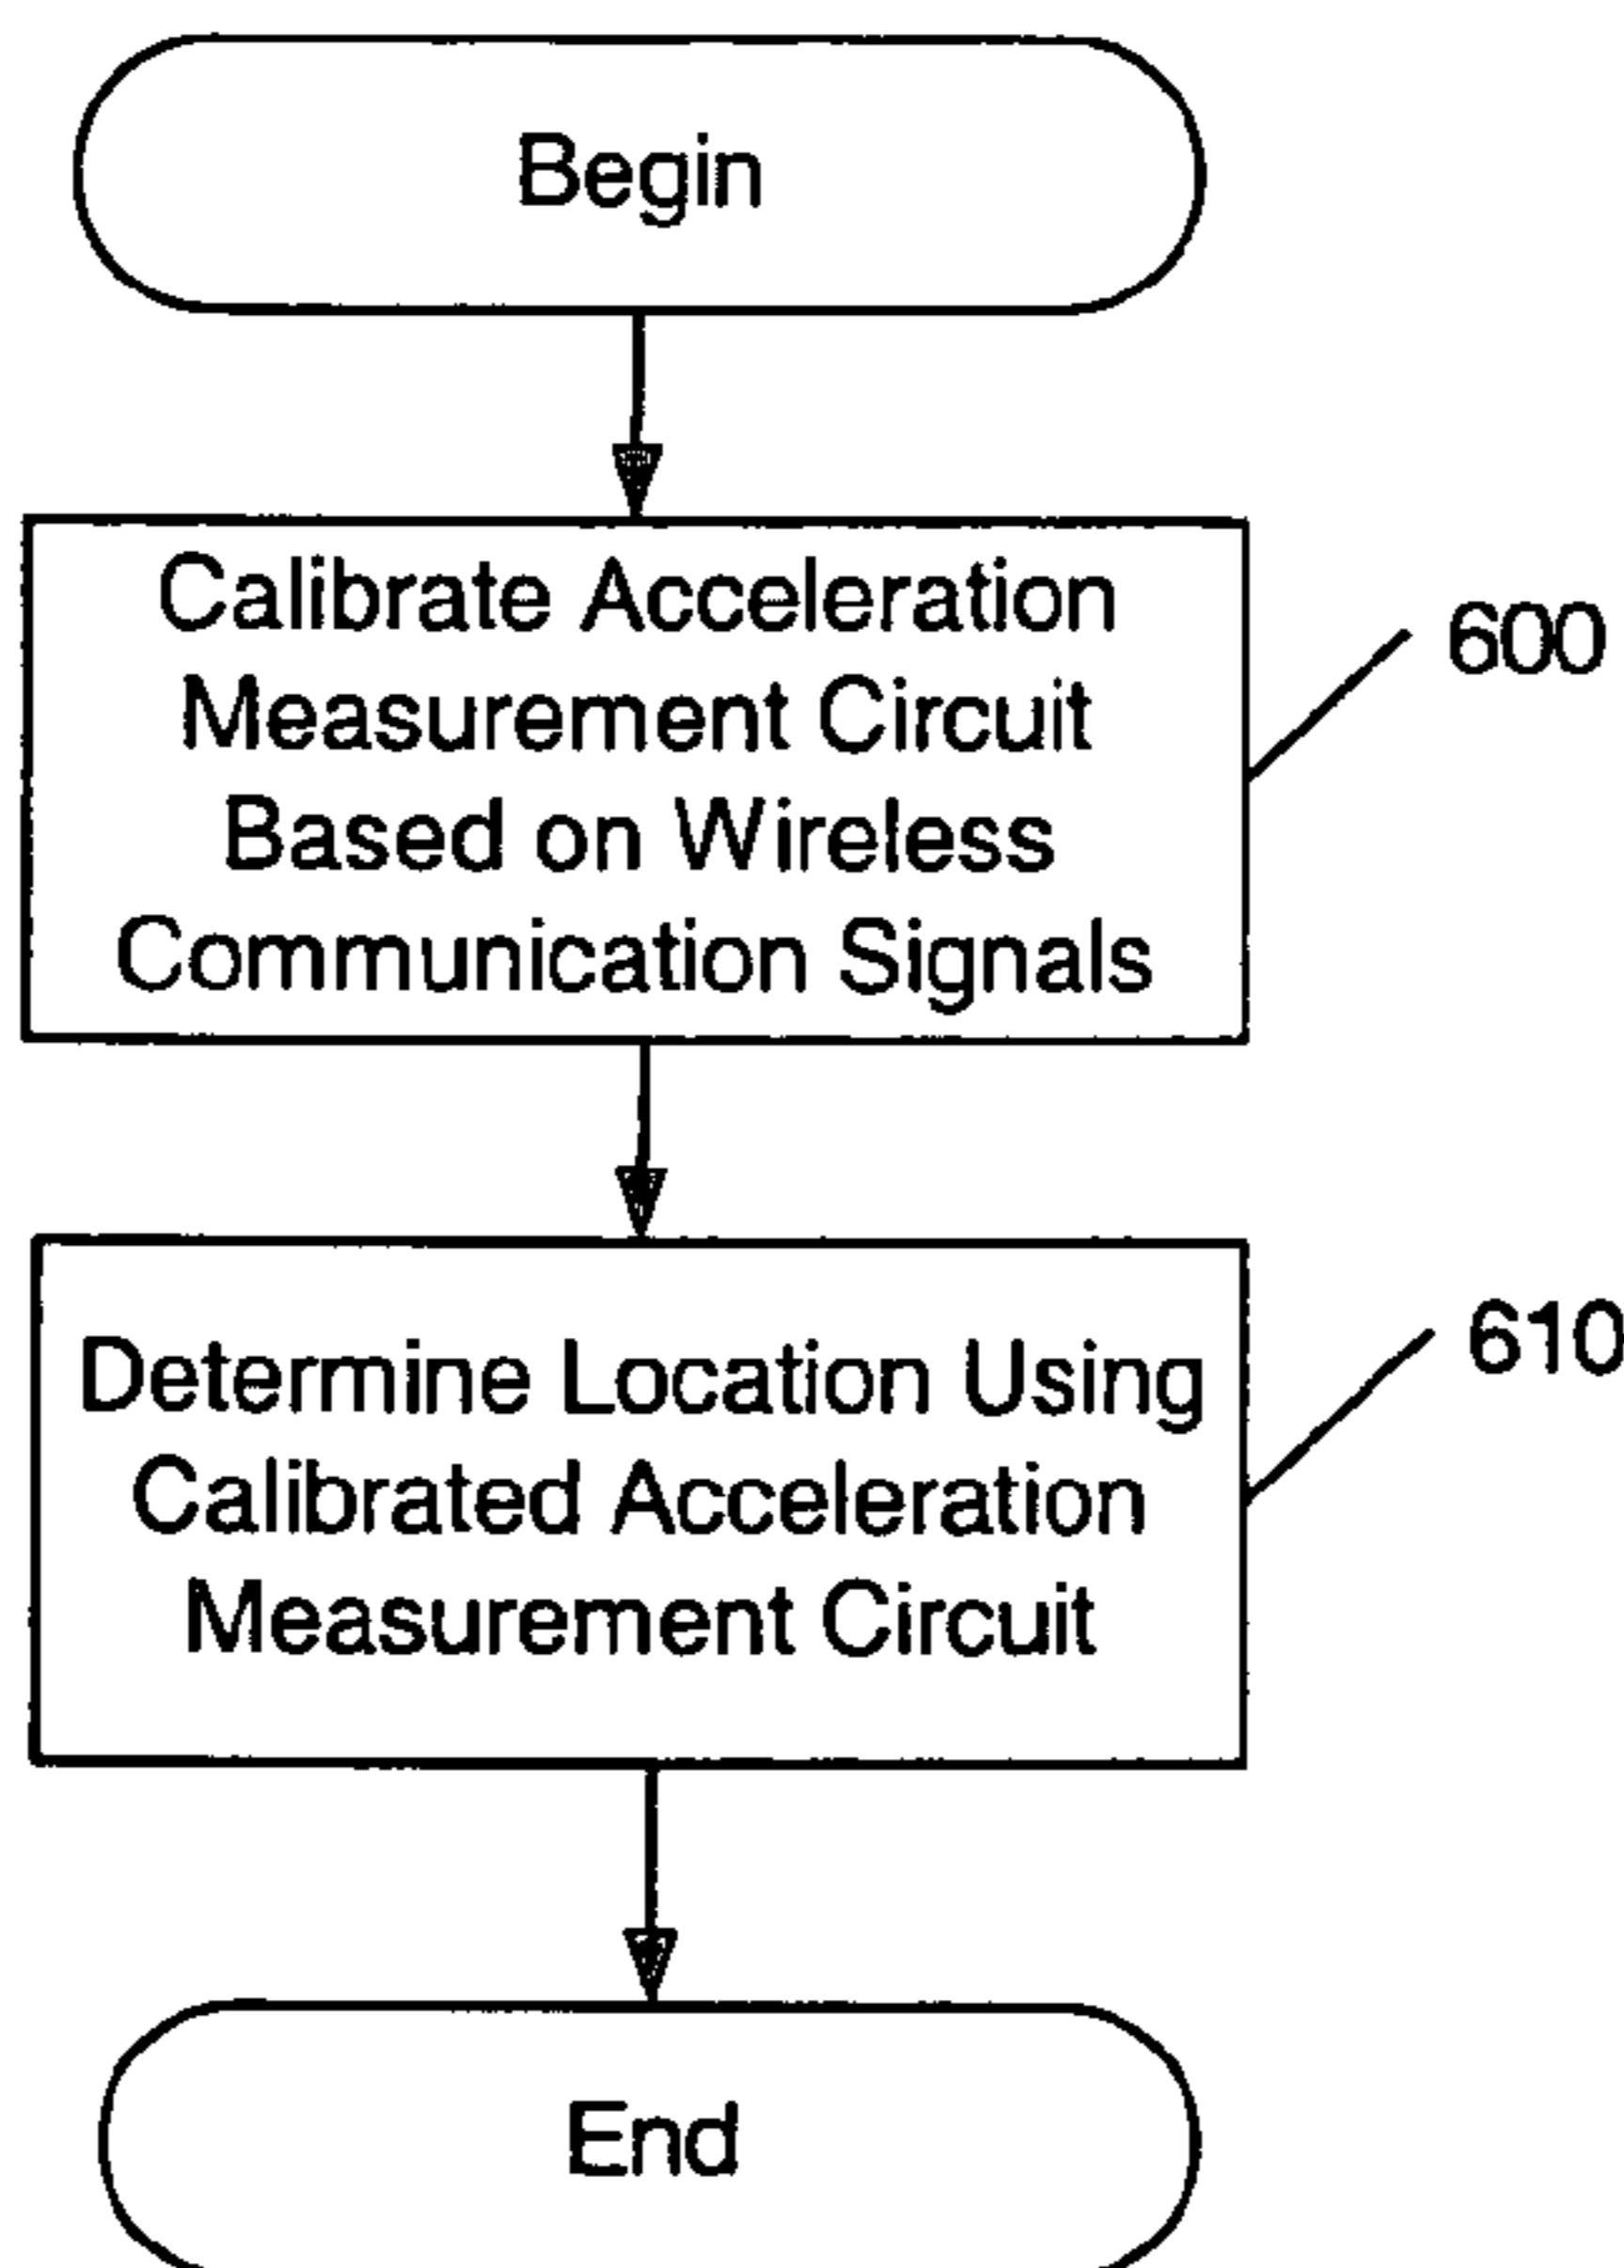 Begin
Calibrate Acceleration
Measurement Circuit
Based on Wireless
Communication Signals
600
Determine Location Using
Calibrated Acceleration
Measurement Circuit
610
End